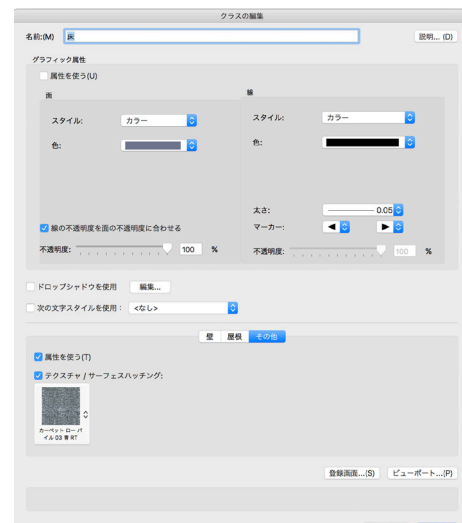 クラスの編集
名前:(M) 床 説明... (D)
グラフィック属性
属性を使う(U)
面 線
スタイル: カラー スタイル: カラー
色: 色:
太さ: 0.05
線の不透明度を面の不透明度に合わせる マーカー:
不透明度: 100 % 不透明度: 100 %
ドロップシャドウを使用 編集...
次の文字スタイルを使用: <なし>
壁 屋根 その他
属性を使う(T)
テクスチャ / サーフェスハッチング:
カーペット ロー パ
イル 03 青 RT
登録画面...(S) ビューポート...(P)